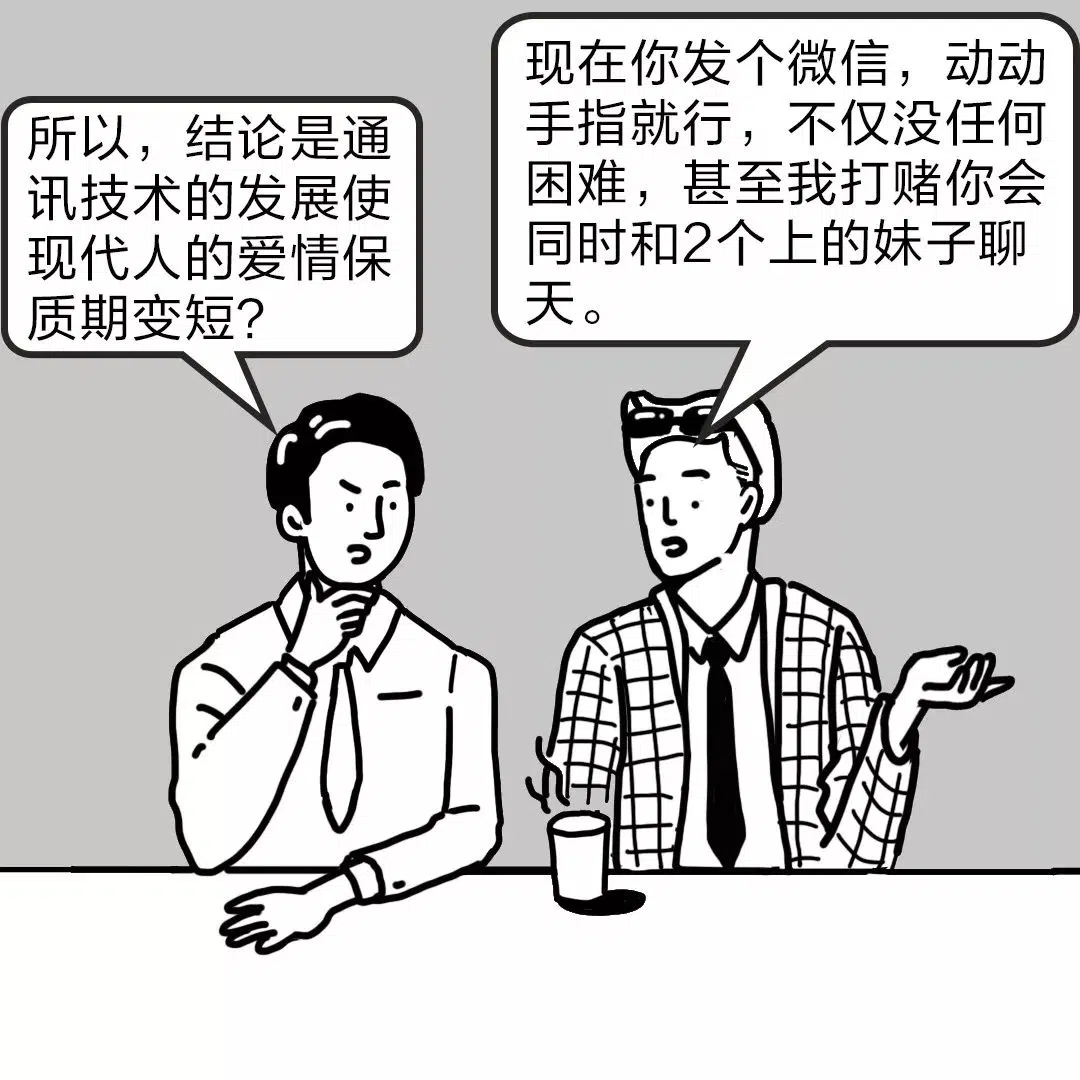 现在你发个微信，动动
手指就行，不仅没任何
困难，甚至我打赌你会
同时和2个上的妹子聊
天。
所以，结论是通
讯技术的发展使
现代人的爱情保
质期变短?